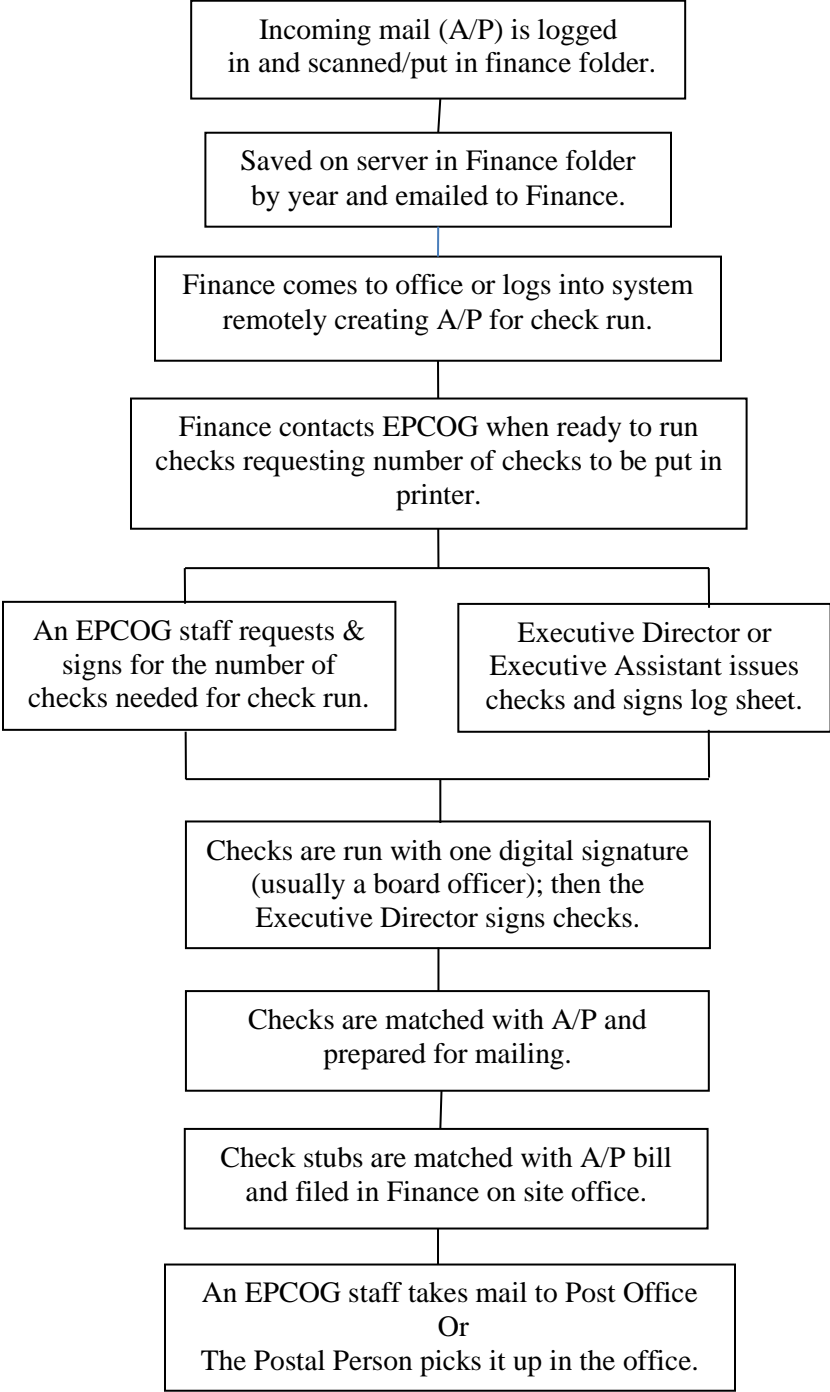 Incoming mail (A/P) is logged
in and scanned/put in finance folder.
Saved on server in Finance folder
by year and emailed to Finance.
Finance comes to office or logs into system
remotely creating A/P for check run.
Finance contacts EPCOG when ready to run
checks requesting number of checks to be put in
printer.
An EPCOG staff requests &
signs for the number of
checks needed for check run.
Executive Director or
Executive Assistant issues
checks and signs log sheet.
Checks are run with one digital signature
(usually a board officer); then the
Executive Director signs checks.
Checks are matched with A/P and
prepared for mailing.
Check stubs are matched with A/P bill
and filed in Finance on site office.
An EPCOG staff takes mail to Post Office
Or
The Postal Person picks it up in the office.